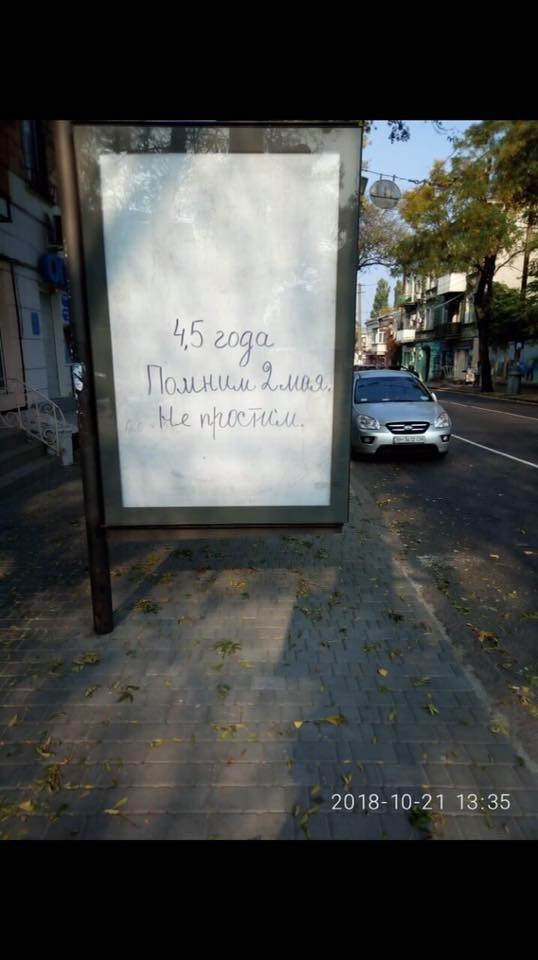 4,5 года
Помним 2 мая.
Не простим.
2018-10-21 13:35